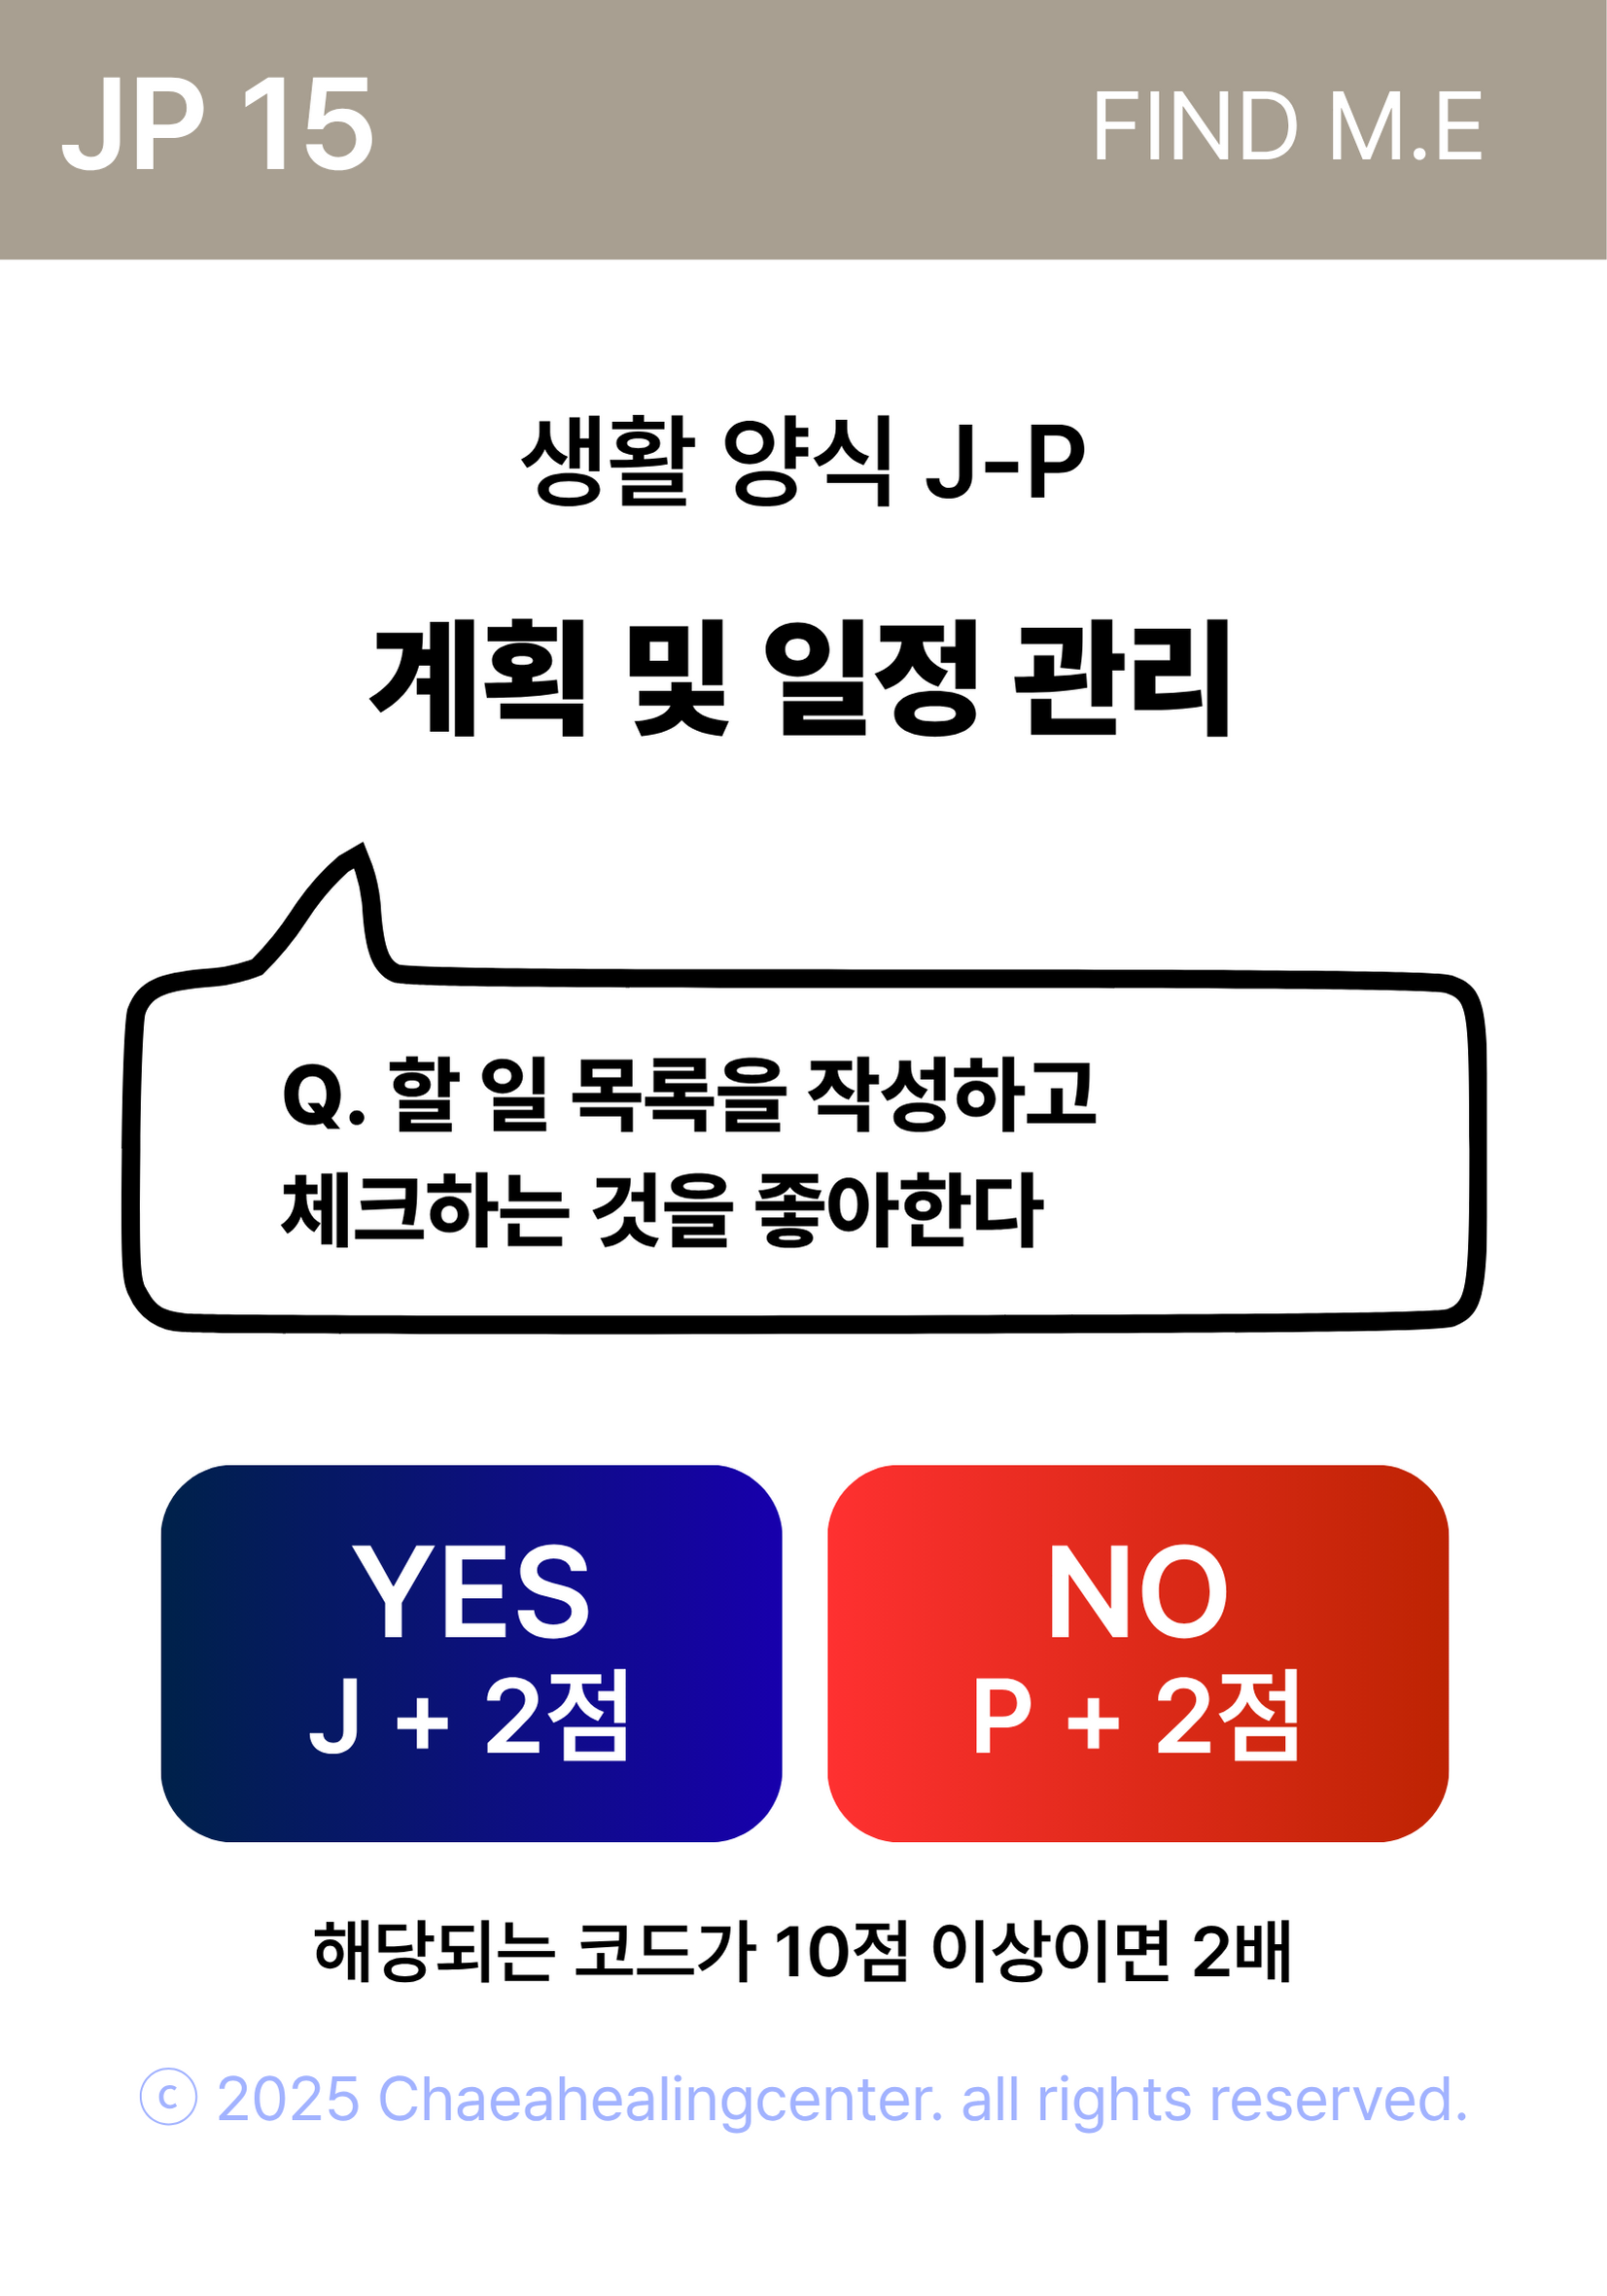 JP 15
FIND M.E
생활 양식 J-P
계획 및 일정 관리
Q. 할 일 목록을 작성하고
체크하는 것을 좋아한다
YES
J + 2점
NO
P + 2점
해당되는 코드가 10점 이상이면 2배
© 2025 Chaeahealingcenter. all rights reserved.